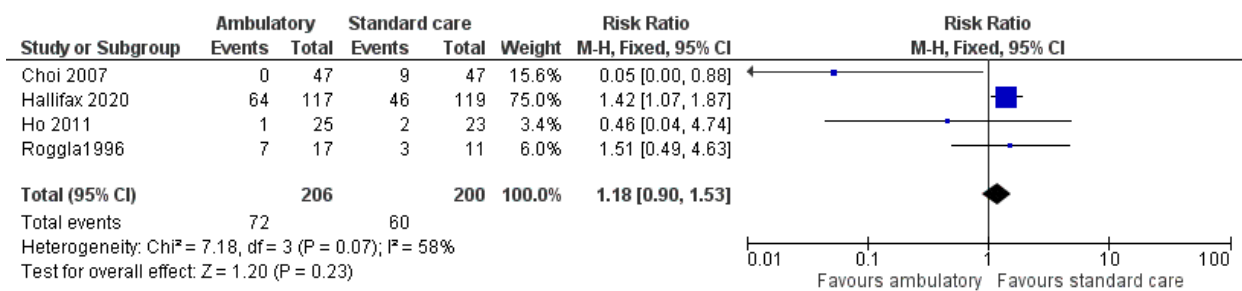 Ambulatory Standard care Risk Ratio Risk Ratio
Study or Subgroup Events Total Events Total Weight M-H, Fixed, 95% CI M-H, Fixed, 95% CI
Choi 2007 0 47 9 47 15.6% 0.05 [0.00, 0.88]
Hallifax 2020 64 117 46 119 75.0% 1.42 [1.07, 1.87]
Ho 2011 1 25 2 23 3.4% 0.46 [0.04, 4.74]
Roggla1996 7 17 3 11 6.0% 1.51 [0.49, 4.63]
Total (95% CI) 206 200 100.0% 1.18 [0.90, 1.53]
Total events 72 60
Heterogeneity: Chi² = 7.18, df = 3 (P = 0.07); I² = 58%
Test for overall effect: Z = 1.20 (P = 0.23)
0.01 0.1 1 10 100
Favours ambulatory Favours standard care